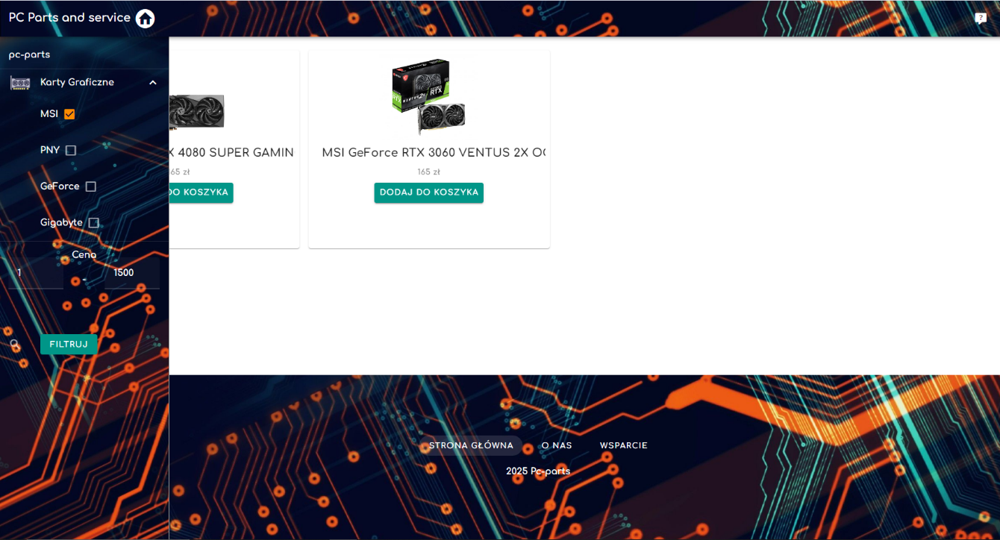 PC Parts and service
pc-parts
Karty Graficzne
MSI
PNY
GeForce
Gigabyte
Cena
1
-
1500
FILTRUJ
X 4080 SUPER GAMIN
165 zł
DO KOSZYKA
MSI GeForce RTX 3060 VENTUS 2X O
165 zł
DODAJ DO KOSZYKA
STRONA GŁÓWNA
O NAS
WSPARCIE
2025 Pc-parts